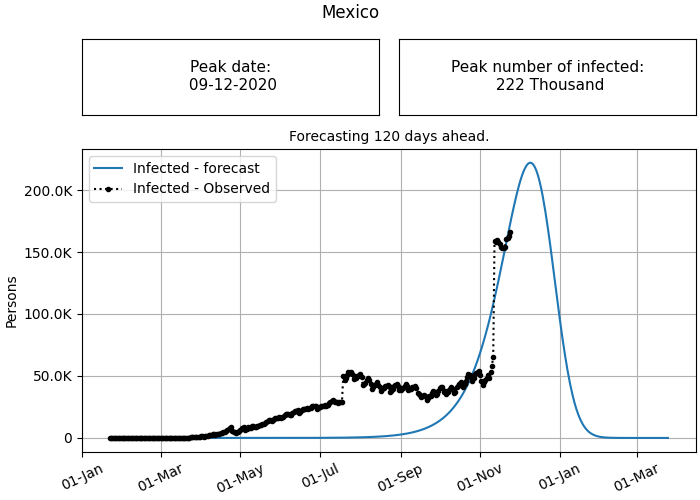 Mexico
Peak date:
09-12-2020
Peak number of infected:
222 Thousand
Forecasting 120 days ahead.
Infected - forecast
Infected - Observed
200.0K
150.0K
100.0K
50.0K
0
Persons
01-Jan
01-Mar
01-May
01-Jul
01-Sep
01-Nov
01-Jan
01-Mar